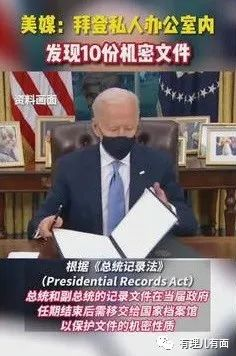 美媒：拜登私人办公室内
发现10份机密文件
资料画面
根据《总统记录法》
（Presidential Records Act）
总统和副总统的记录文件在当届政府
任期结束后需移交给国家档案馆
以保护文件的机密性质
有理儿有面